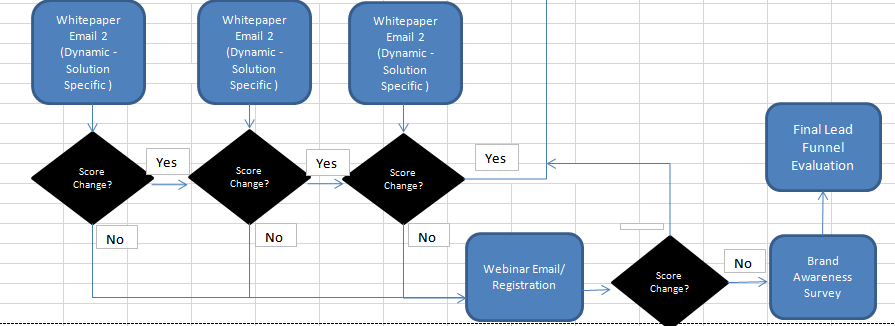 Whitepaper
Email 2
(Dynamic -
Solution
Specific )
Whitepaper
Email 2
(Dynamic -
Solution
Specific )
Whitepaper
Email 2
(Dynamic -
Solution
Specific )
Final Lead
Funnel
Evaluation
Score
Change?
Yes
Score
Change?
Yes
Score
Change?
Yes
No
No
No
Webinar Email/
Registration
Score
Change?
No
Brand
Awareness
Survey